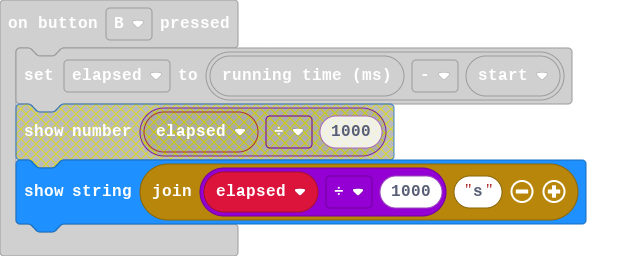 on button B pressed
set elapsed to running time (ms) - start
show number elapsed ÷ 1000
show string join elapsed ÷ 1000 "s"